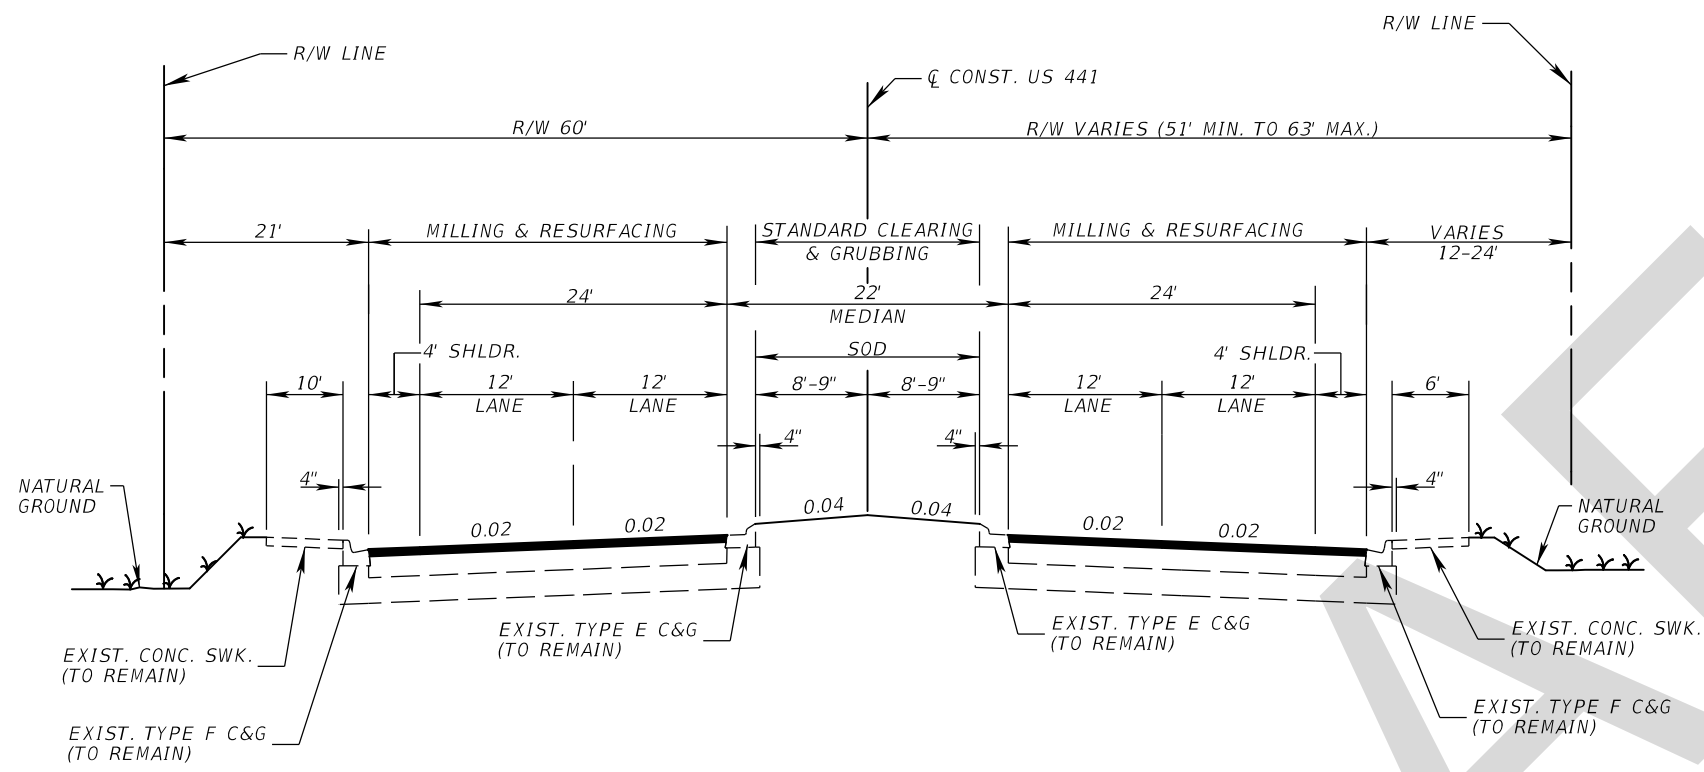 R/W LINE
R/W LINE
℄ CONST. US 441
R/W 60'
R/W VARIES (51' MIN. TO 63' MAX.)
21'
MILLING & RESURFACING
STANDARD CLEARING
& GRUBBING
MILLING & RESURFACING
VARIES
12-24'
24'
22'
MEDIAN
24'
4' SHLDR.
SOD
4' SHLDR.
10'
12'
LANE
12'
LANE
8'-9"
8'-9"
12'
LANE
12'
LANE
6'
4"
4"
4"
4"
NATURAL
GROUND
NATURAL
GROUND
0.02
0.02
0.04
0.04
0.02
0.02
EXIST. CONC. SWK.
(TO REMAIN)
EXIST. TYPE E C&G
(TO REMAIN)
EXIST. TYPE E C&G
(TO REMAIN)
EXIST. CONC. SWK.
(TO REMAIN)
EXIST. TYPE F C&G
(TO REMAIN)
EXIST. TYPE F C&G
(TO REMAIN)